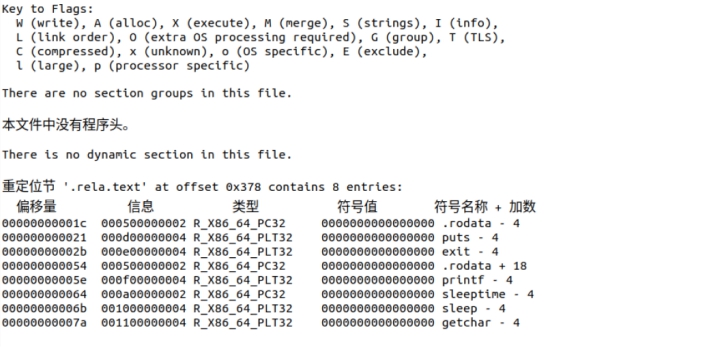 Key to Flags:
  W (write), A (alloc), X (execute), M (merge), S (strings), I (info),
  L (link order), O (extra OS processing required), G (group), T (TLS),
  C (compressed), x (unknown), o (OS specific), E (exclude),
  l (large), p (processor specific)
There are no section groups in this file.
本文件中没有程序头。
There is no dynamic section in this file.
重定位节 '.rela.text' at offset 0x378 contains 8 entries:
  偏移量          信息           类型           符号值        符号名称 + 加数
00000000001c  000500000002 R_X86_64_PC32     0000000000000000 .rodata - 4
000000000021  000d00000004 R_X86_64_PLT32    0000000000000000 puts - 4
00000000002b  000e00000004 R_X86_64_PLT32    0000000000000000 exit - 4
000000000054  000500000002 R_X86_64_PC32     0000000000000000 .rodata + 18
00000000005e  000f00000004 R_X86_64_PLT32    0000000000000000 printf - 4
000000000064  000a00000002 R_X86_64_PC32     0000000000000000 sleeptime - 4
00000000006b  001000000004 R_X86_64_PLT32    0000000000000000 sleep - 4
00000000007a  001100000004 R_X86_64_PLT32    0000000000000000 getchar - 4